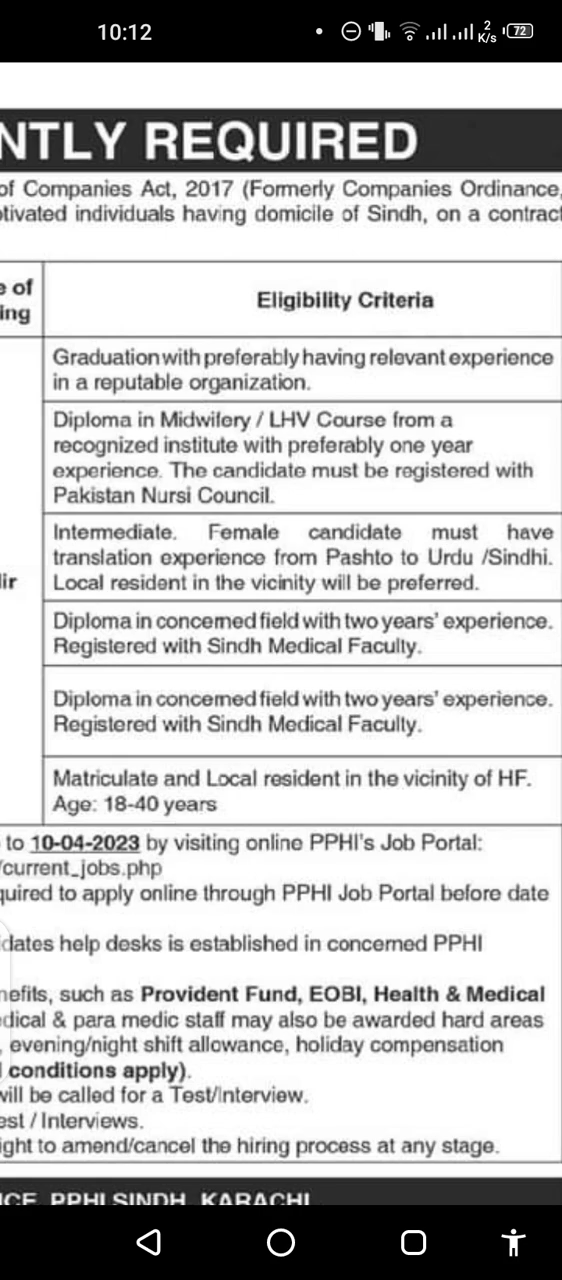 10:12
2
K/s
72
NTLY REQUIRED
of Companies Act, 2017 (Formerly Companies Ordinance,
otivated individuals having domicile of Sindh, on a contract
e of
ing
Eligibility Criteria
Graduation with preferably having relevant experience
in a reputable organization.
Diploma in Midwifery / LHV Course from a
recognized institute with preferably one year
experience. The candidate must be registered with
Pakistan Nursi Council.
Intermediate. Female candidate must have
translation experience from Pashto to Urdu /Sindhi.
Local resident in the vicinity will be preferred.
lir
Diploma in concerned field with two years' experience.
Registered with Sindh Medical Faculty.
Diploma in concerned field with two years' experience.
Registered with Sindh Medical Faculty.
Matriculate and Local resident in the vicinity of HF.
Age: 18-40 years
to 10-04-2023 by visiting online PPHI's Job Portal:
/current_jobs.php
quired to apply online through PPHI Job Portal before date
idates help desks is established in concerned PPHI
nefits, such as Provident Fund, EOBI, Health & Medical
dical & para medic staff may also be awarded hard areas
, evening/night shift allowance, holiday compensation
conditions apply).
will be called for a Test/Interview.
est / Interviews.
ight to amend/cancel the hiring process at any stage.
ICE, PPHI SINDH, KARACHI